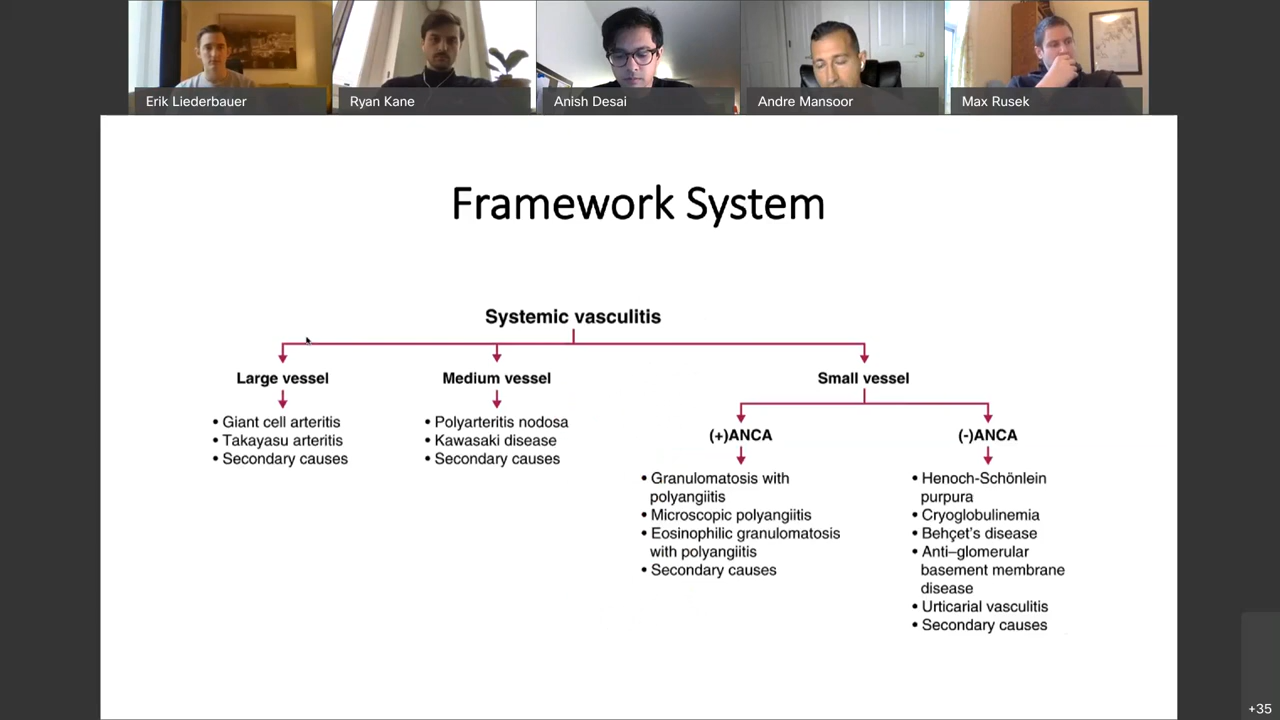 Erik Liederbauer
Ryan Kane
Anish Desai
Andre Mansoor
Max Rusek
Framework System
Systemic vasculitis
Large vessel
Medium vessel
Small vessel
• Giant cell arteritis
• Takayasu arteritis
• Secondary causes
• Polyarteritis nodosa
• Kawasaki disease
• Secondary causes
(+)ANCA
(-)ANCA
• Granulomatosis with
polyangiitis
• Microscopic polyangiitis
• Eosinophilic granulomatosis
with polyangiitis
• Secondary causes
• Henoch-Schönlein
purpura
• Cryoglobulinemia
• Behçet's disease
• Anti–glomerular
basement membrane
disease
• Urticarial vasculitis
• Secondary causes
+35